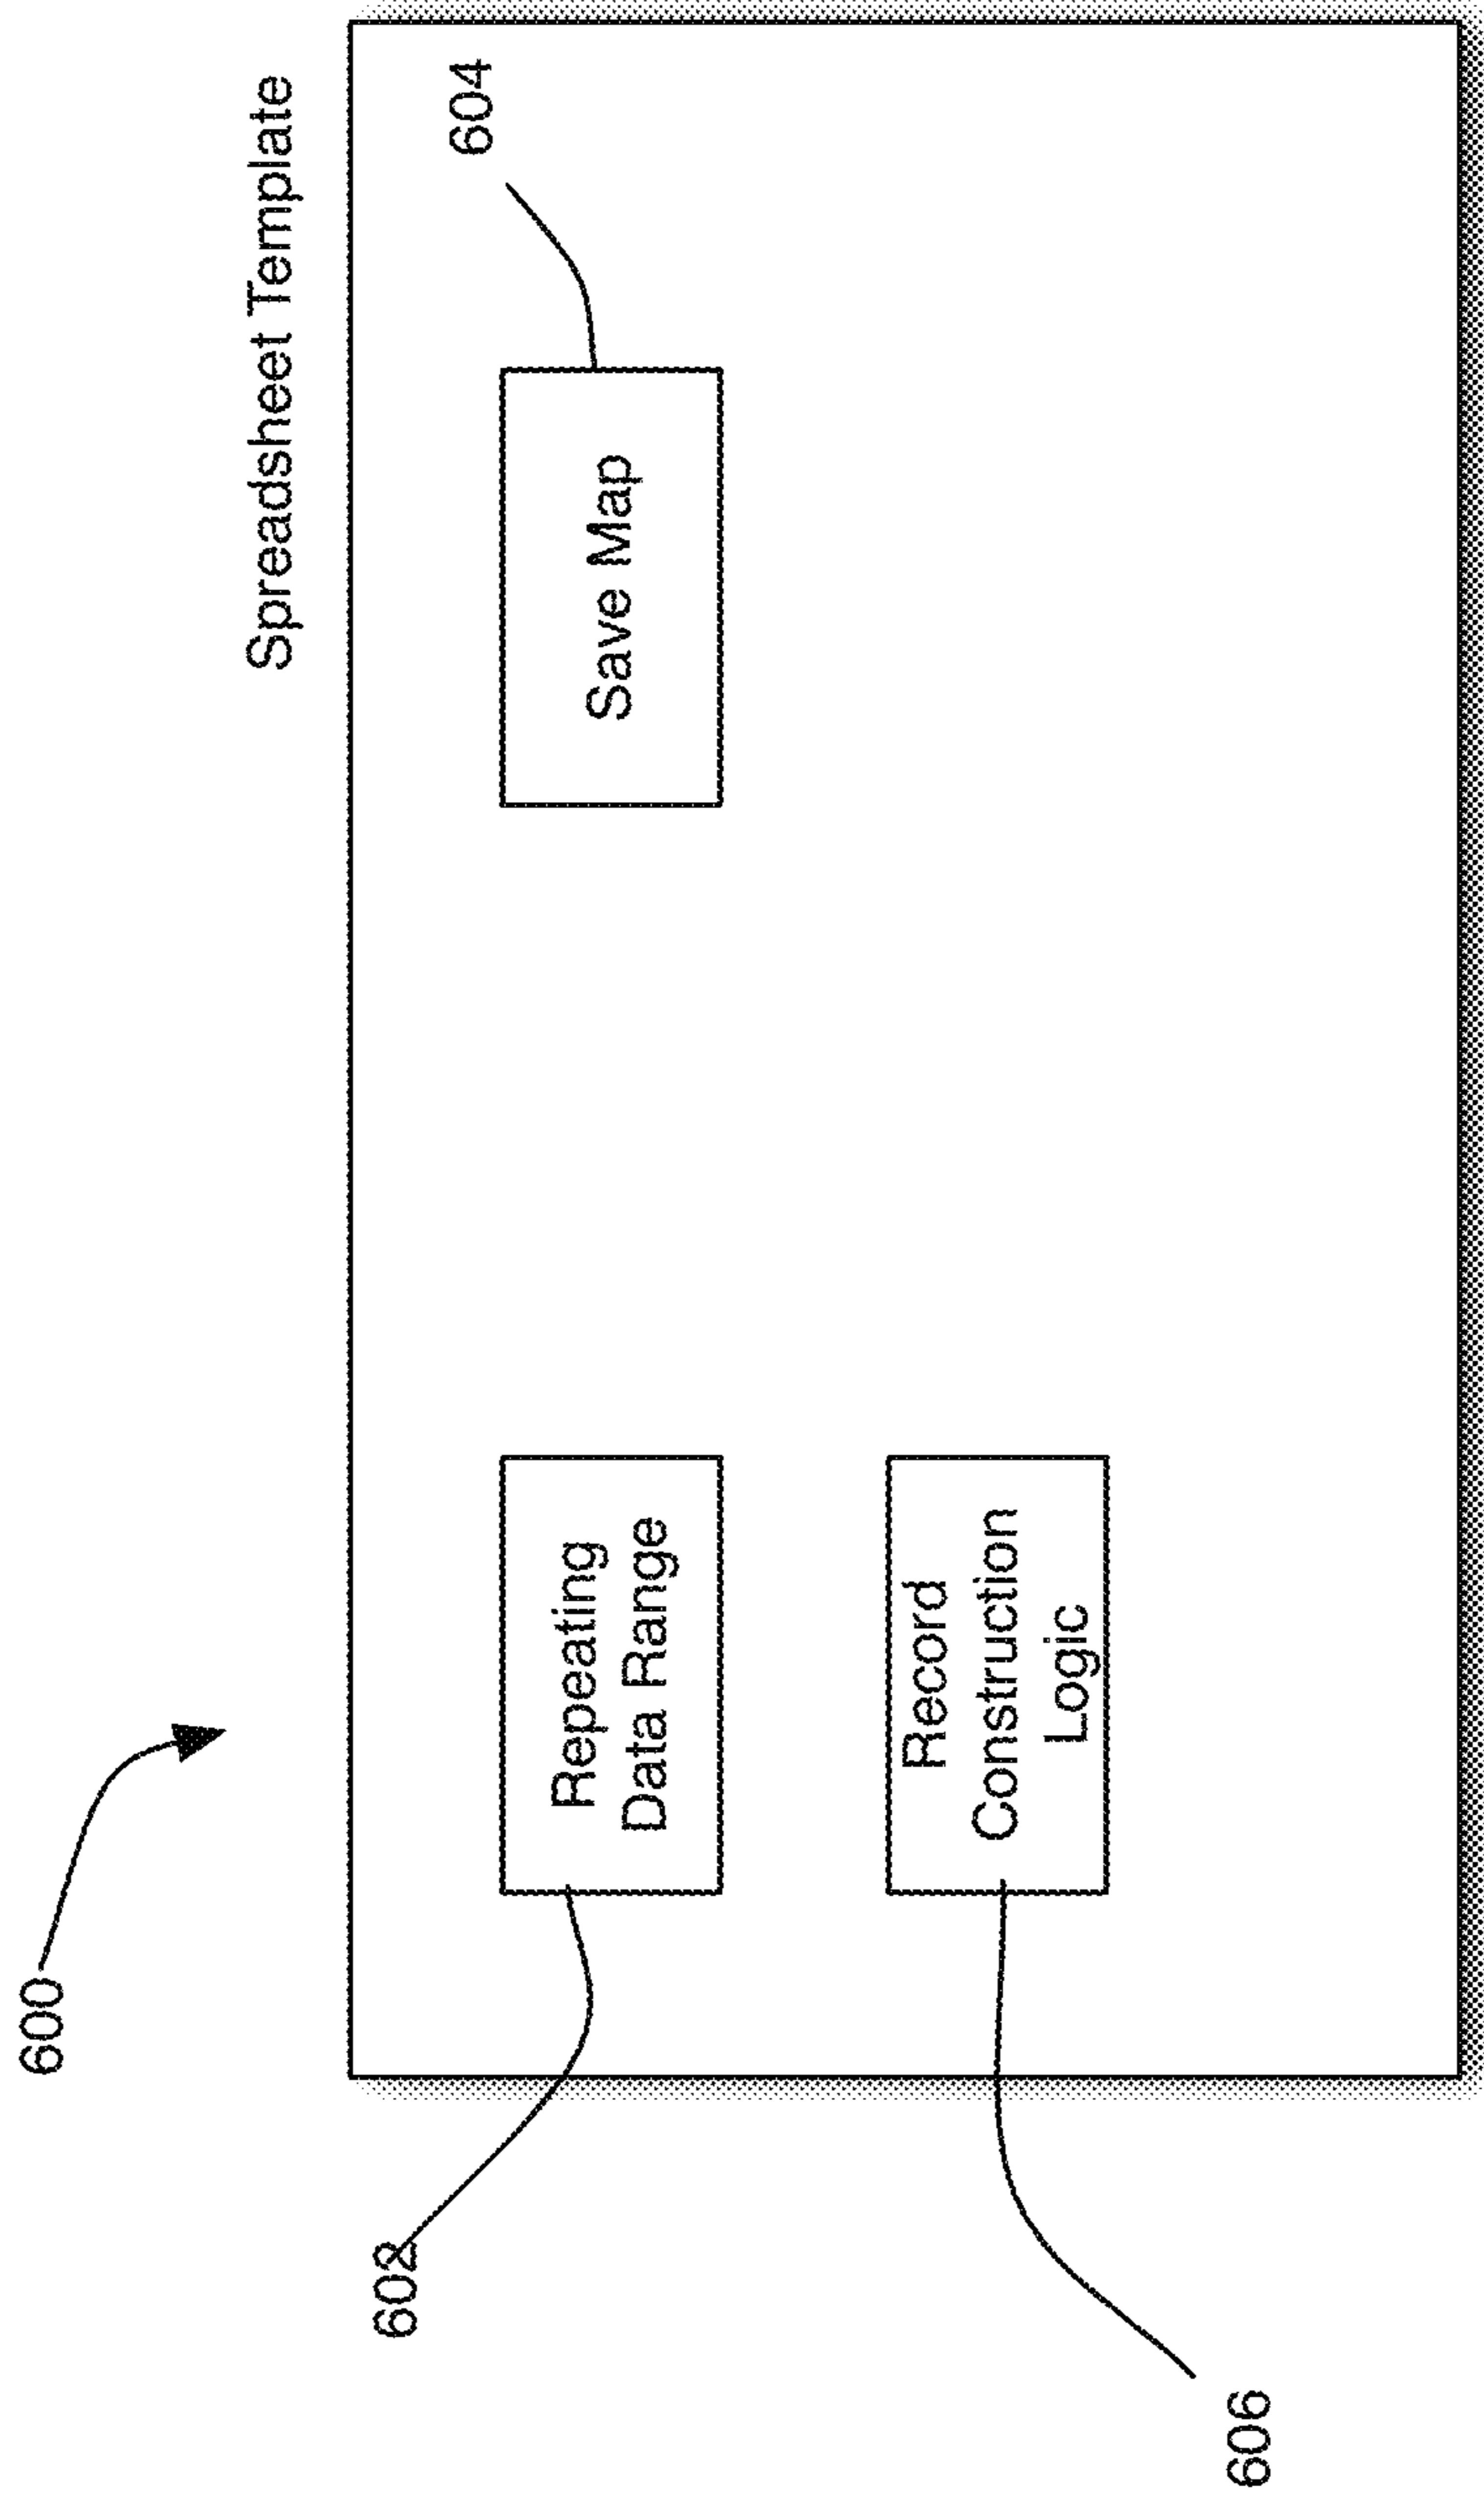 600
Spreadsheet Template
602
Repeating
Data Range
Save Map
604
Record
Construction
Logic
606